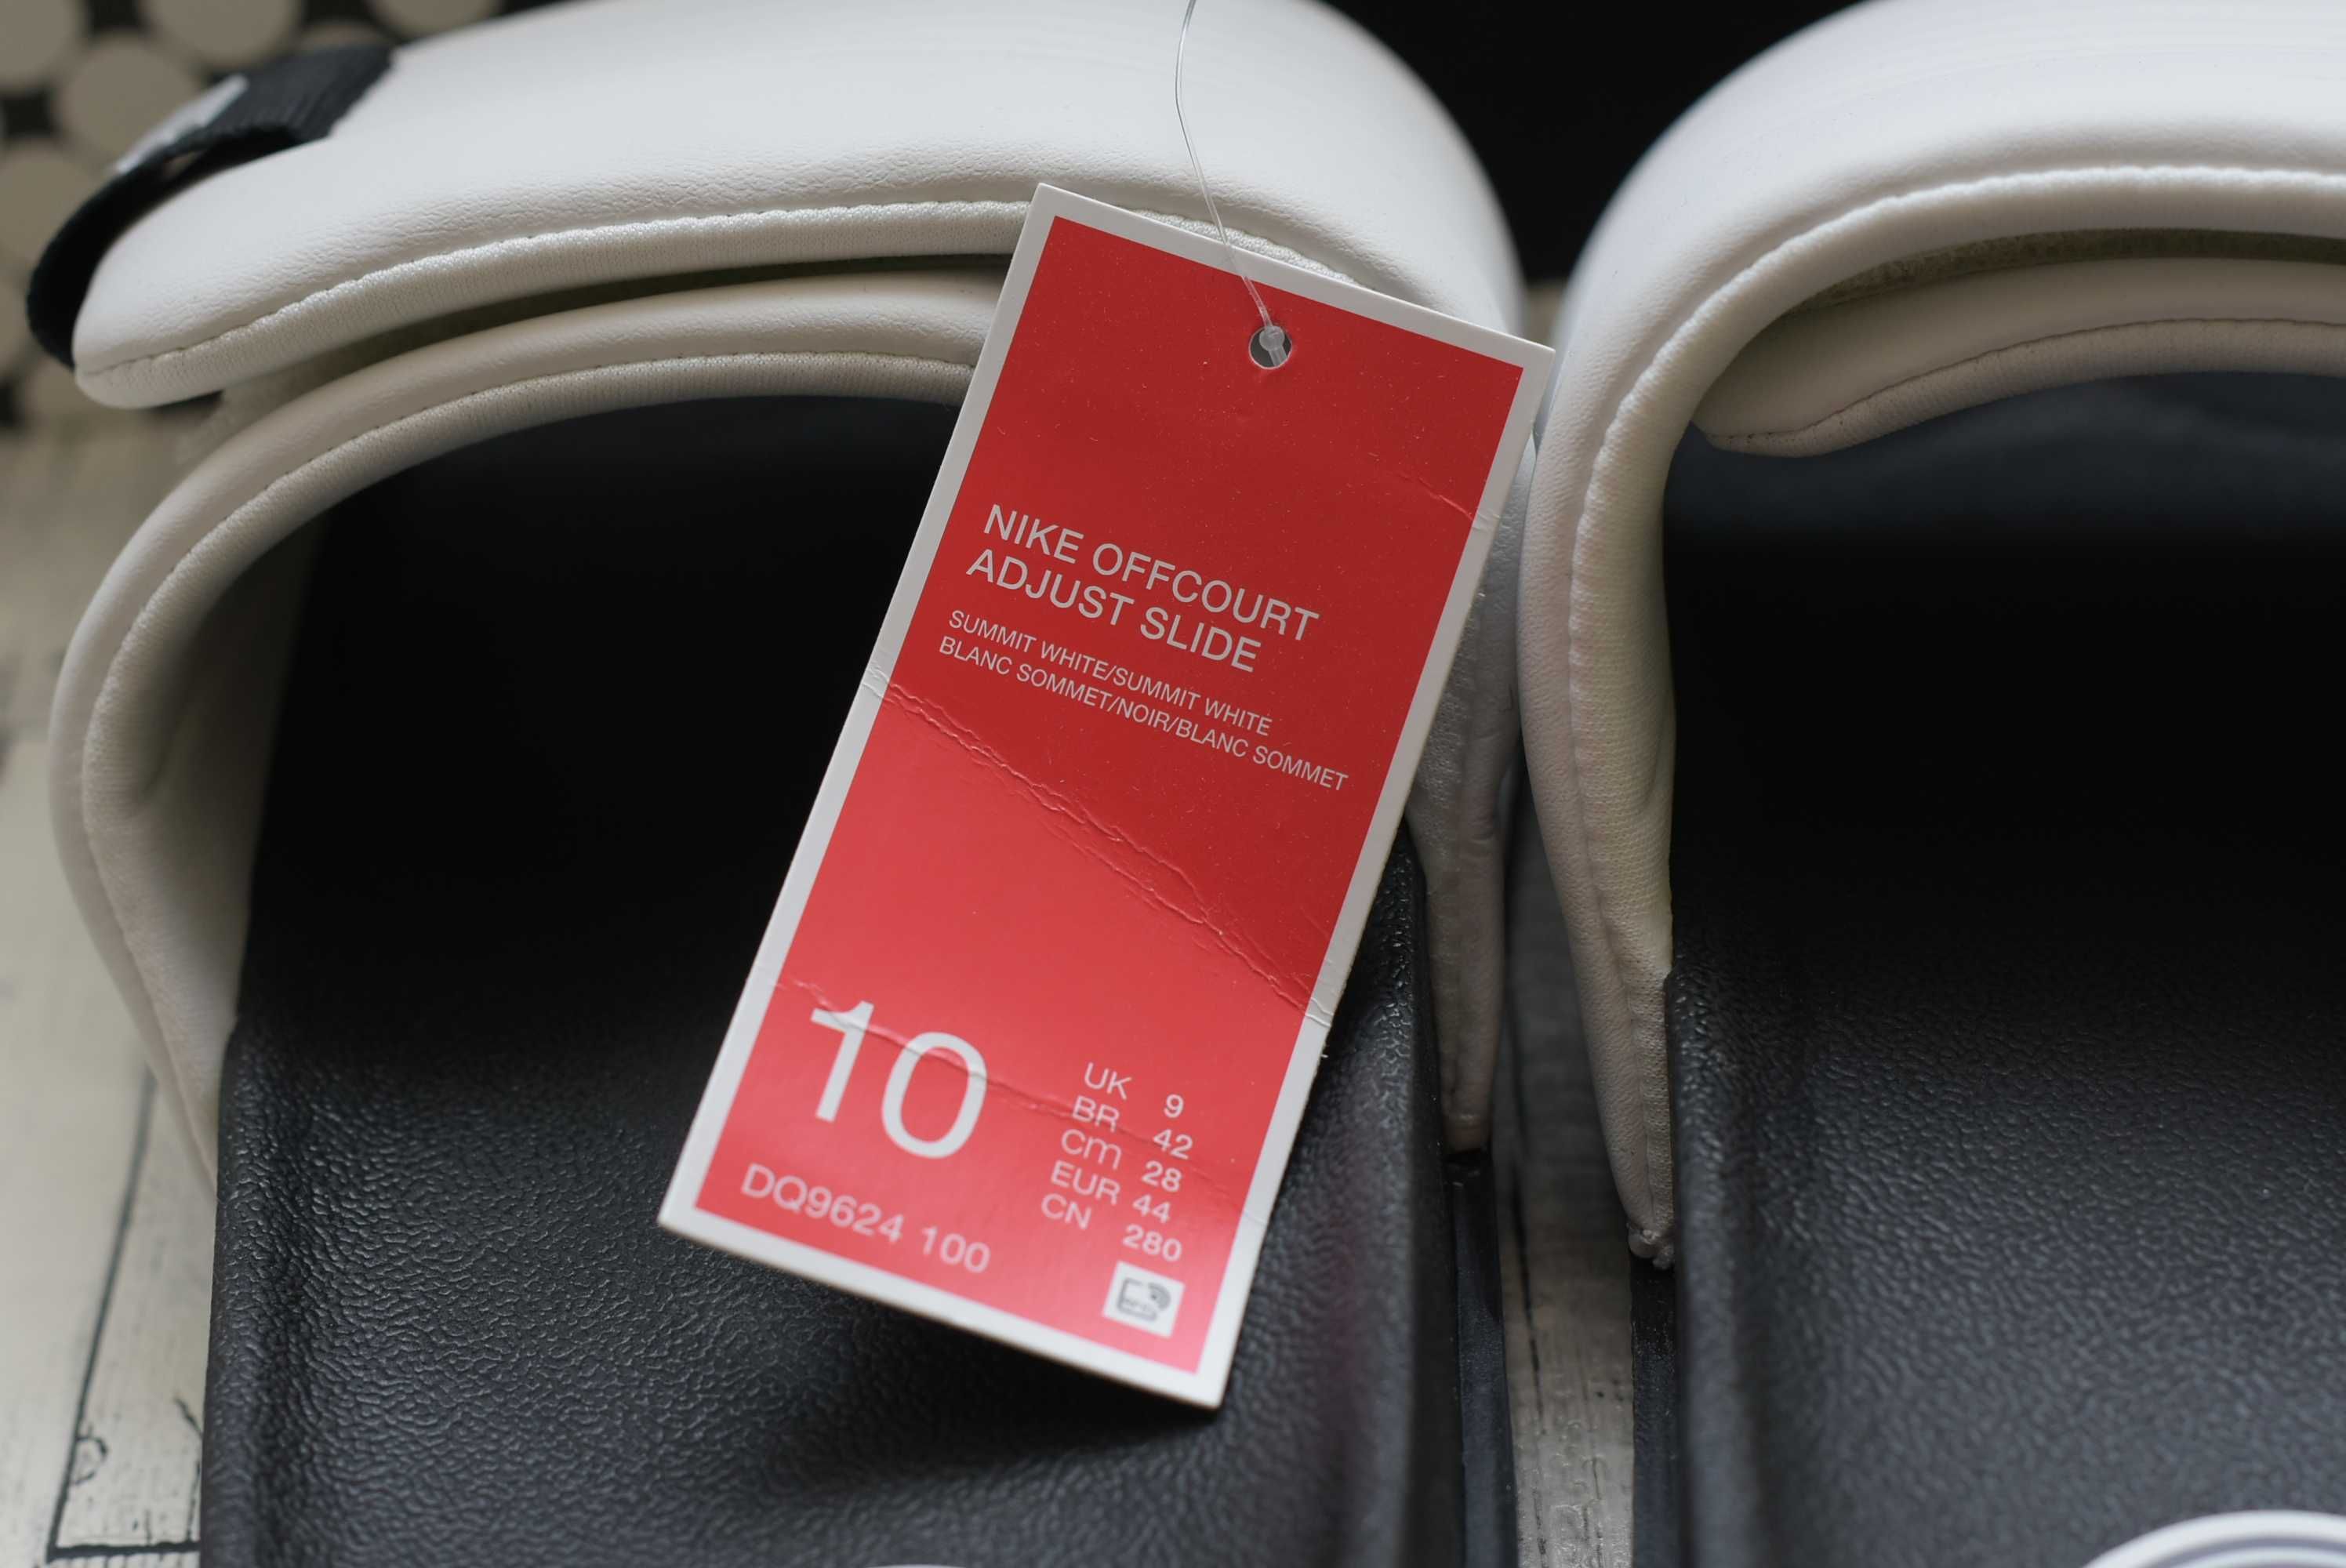 NIKE OFFCOURT
ADJUST SLIDE
SUMMIT WHITE/SUMMIT WHITE
BLANC SOMMET/NOIR/BLANC SOMMET
10
UK 9
BR 42
cm 28
EUR 44
CN 280
DQ9624 100